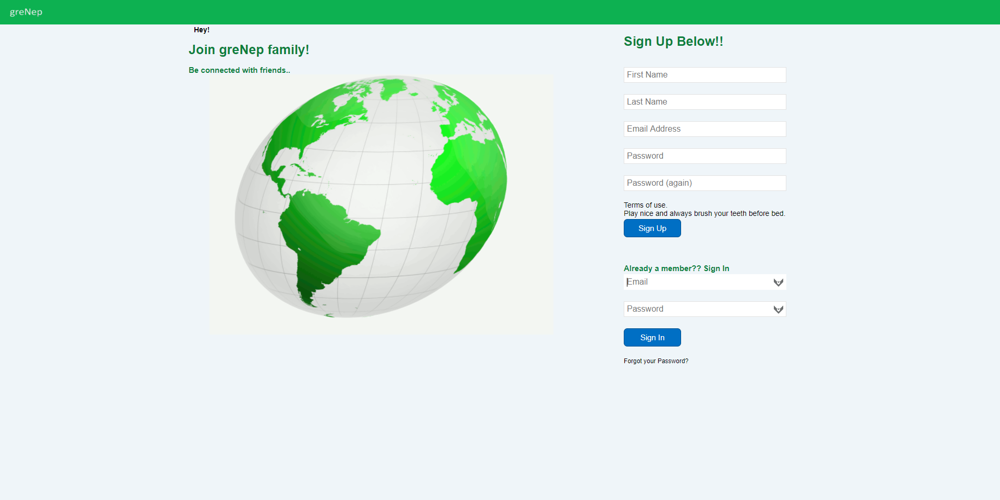 greNep
Hey!
Join greNep family!
Be connected with friends..
Sign Up Below!!
First Name
Last Name
Email Address
Password
Password (again)
Terms of use.
Play nice and always brush your teeth before bed.
Sign Up
Already a member?? Sign In
Email
Password
Sign In
Forgot your Password?